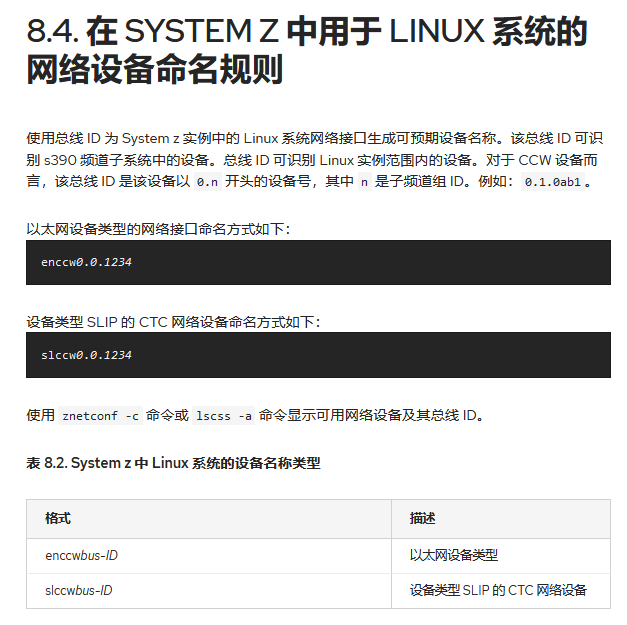 8.4. 在 SYSTEM Z 中用于 LINUX 系统的
网络设备命名规则
使用总线 ID 为 System z 实例中的 Linux 系统网络接口生成可预期设备名称。该总线 ID 可识
别 s390 频道子系统中的设备。总线 ID 可识别 Linux 实例范围内的设备。对于 CCW 设备而
言，该总线 ID 是该设备以 0.n 开头的设备号，其中 n 是子频道组 ID。例如：0.1.0ab1。
以太网设备类型的网络接口命名方式如下：
enccw0.0.1234
设备类型 SLIP 的 CTC 网络设备命名方式如下：
slccw0.0.1234
使用 znetconf -c 命令或 lscss -a 命令显示可用网络设备及其总线 ID。
表 8.2. System z 中 Linux 系统的设备名称类型
格式 描述
enccwbus-ID 以太网设备类型
slccwbus-ID 设备类型 SLIP 的 CTC 网络设备